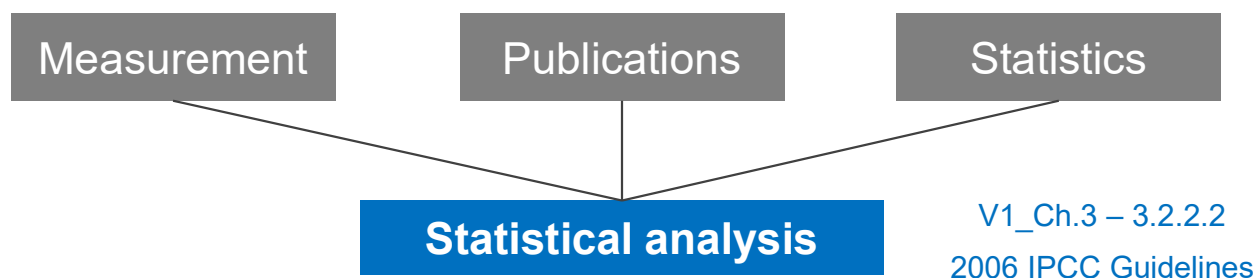 Measurement
Publications
Statistics
Statistical analysis
V1_Ch.3 – 3.2.2.2
2006 IPCC Guidelines